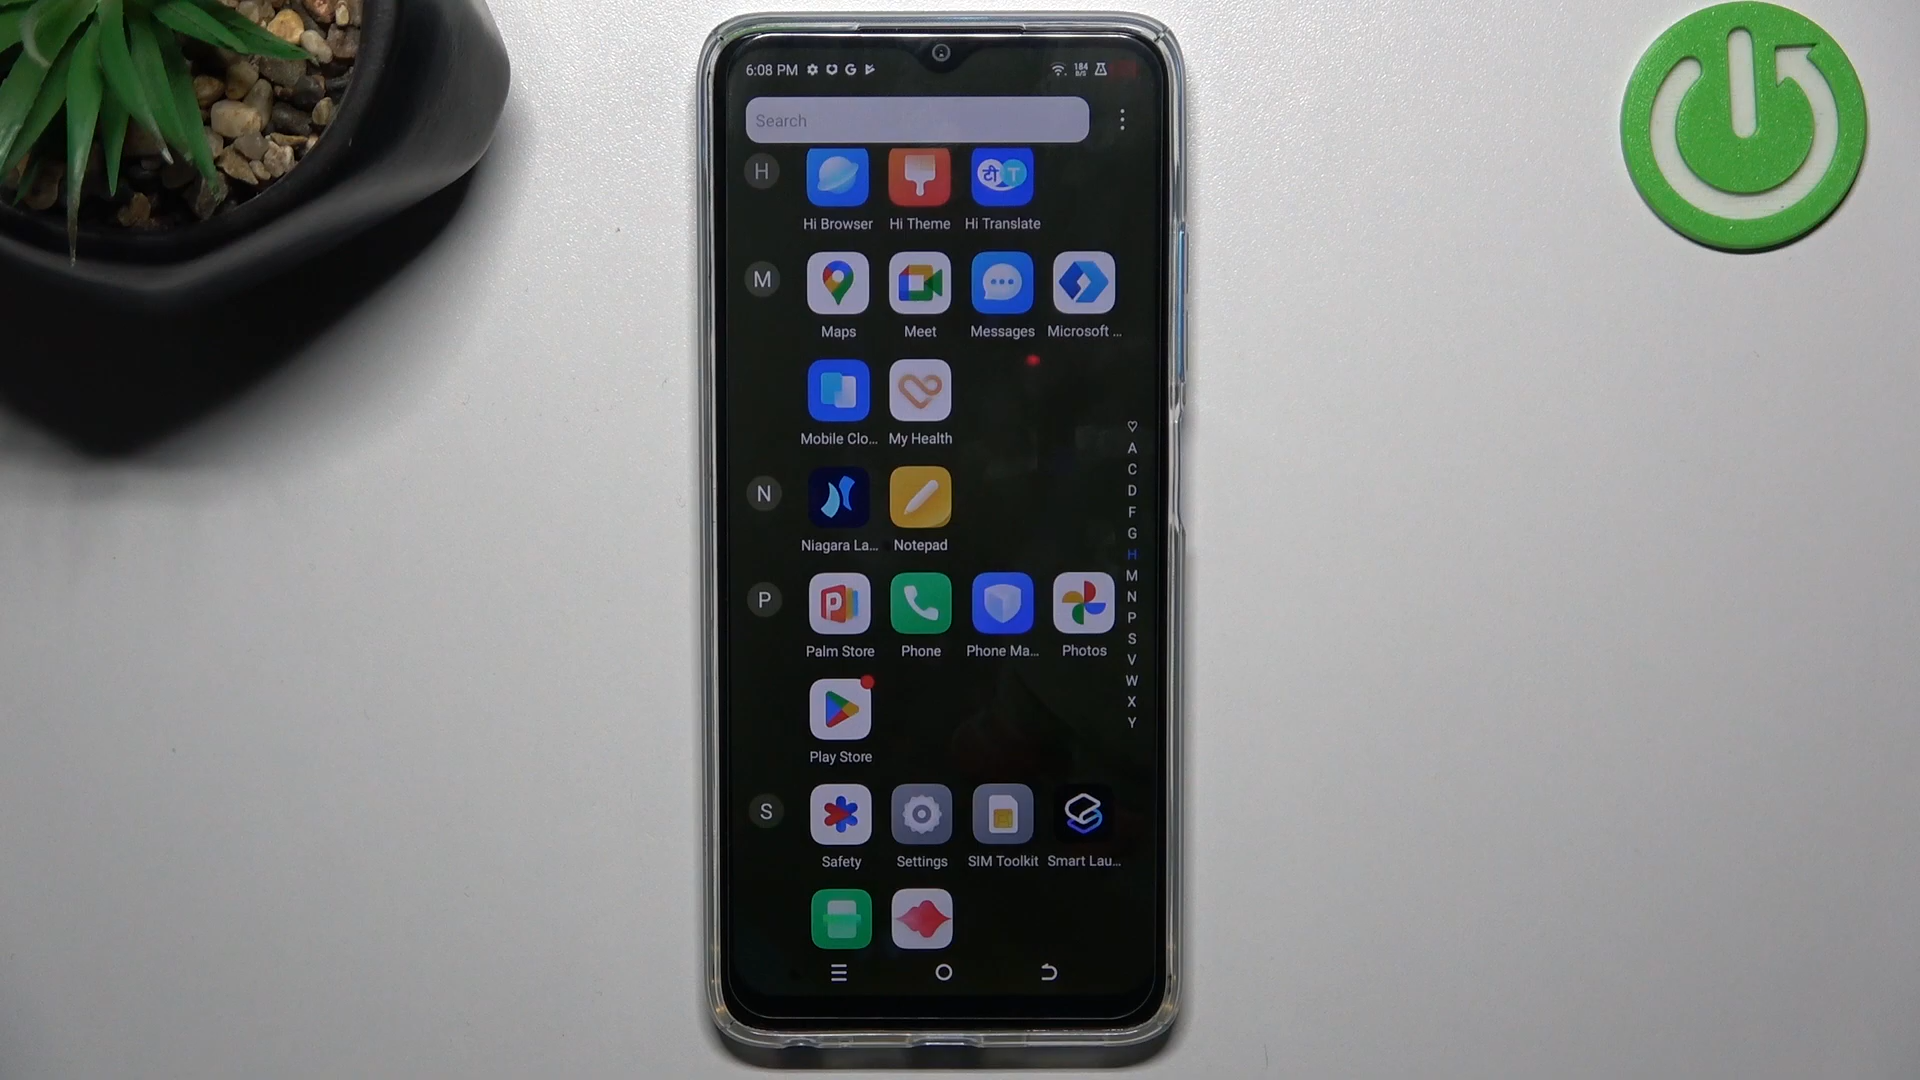 6:08 PM
184
B/S
Search
H
टी T
Hi Browser Hi Theme Hi Translate
M
Maps Meet Messages Microsoft ...
Mobile Clo... My Health
N
Niagara La... Notepad
P
Palm Store Phone Phone Ma... Photos
Play Store
S
Safety Settings SIM Toolkit Smart Lau...
A
C
D
F
G
H
M
N
P
S
V
W
X
Y